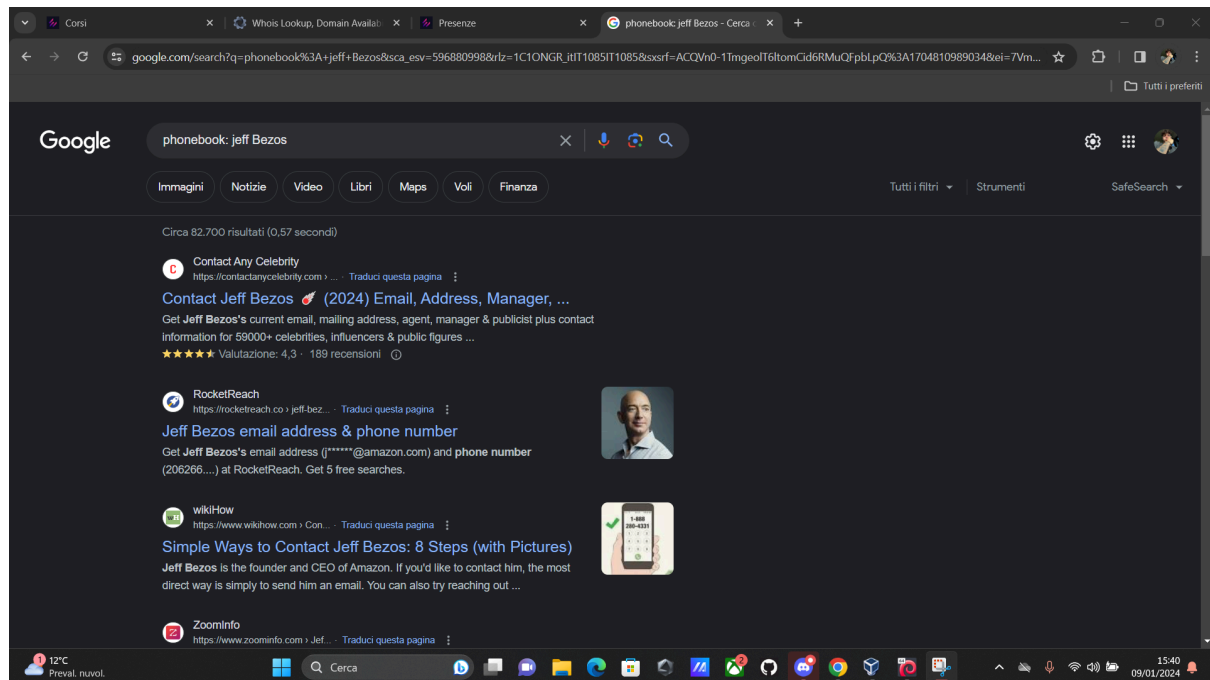 Corsi
Whois Lookup, Domain Availab
Presenze
phonebook: jeff Bezos - Cerca
google.com/search?q=phonebook%3A+jeff+Bezos&sca_esv=596880998&rlz=1C1ONGR_itIT1085IT1085&sxsrf=ACQVn0-1TmgeolT6ltomCid6RMuQFpbLpQ%3A1704810989034&ei=7Vm...
Tutti i preferiti
Google
phonebook: jeff Bezos
Immagini Notizie Video Libri Maps Voli Finanza
Tutti i filtri Strumenti SafeSearch
Circa 82.700 risultati (0,57 secondi)
C
Contact Any Celebrity
https://contactanycelebrity.com › ... · Traduci questa pagina
Contact Jeff Bezos ☄️ (2024) Email, Address, Manager, ...
Get Jeff Bezos's current email, mailing address, agent, manager & publicist plus contact
information for 59000+ celebrities, influencers & public figures ...
Valutazione: 4,3 · 189 recensioni
RocketReach
https://rocketreach.co › jeff-bez... · Traduci questa pagina
Jeff Bezos email address & phone number
Get Jeff Bezos's email address (j******@amazon.com) and phone number
(206266....) at RocketReach. Get 5 free searches.
wikiHow
https://www.wikihow.com › Con... · Traduci questa pagina
Simple Ways to Contact Jeff Bezos: 8 Steps (with Pictures)
Jeff Bezos is the founder and CEO of Amazon. If you'd like to contact him, the most
direct way is simply to send him an email. You can also try reaching out ...
1-888
280-4331
Z
ZoomInfo
https://www.zoominfo.com › Jef... · Traduci questa pagina
1
12°C
Preval. nuvol.
Cerca
2
15:40
09/01/2024